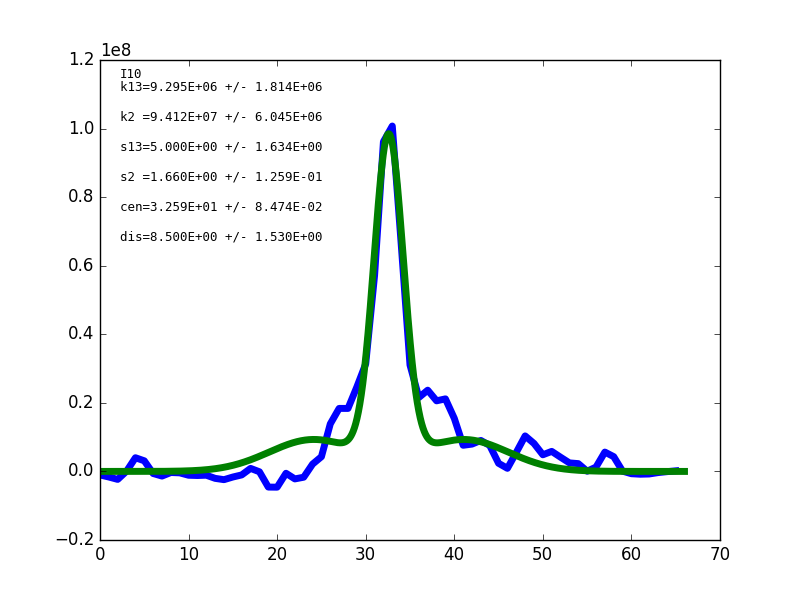 1e8
1.2
1.0
0.8
0.6
0.4
0.2
0.0
−0.2
I10
k13=9.295E+06 +/- 1.814E+06
k2 =9.412E+07 +/- 6.045E+06
s13=5.000E+00 +/- 1.634E+00
s2 =1.660E+00 +/- 1.259E-01
cen=3.259E+01 +/- 8.474E-02
dis=8.500E+00 +/- 1.530E+00
0 10 20 30 40 50 60 70